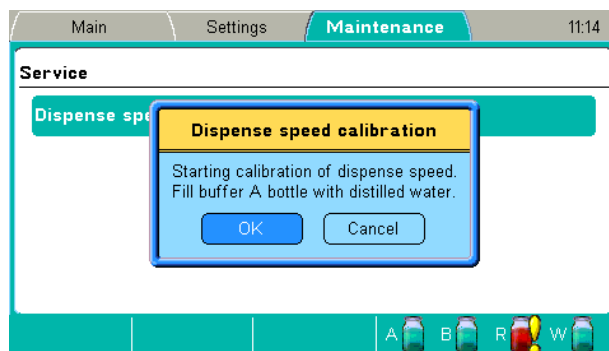 Main Settings Maintenance 11:14
Service
Dispense spe
Dispense speed calibration
Starting calibration of dispense speed.
Fill buffer A bottle with distilled water.
OK Cancel
A B R W